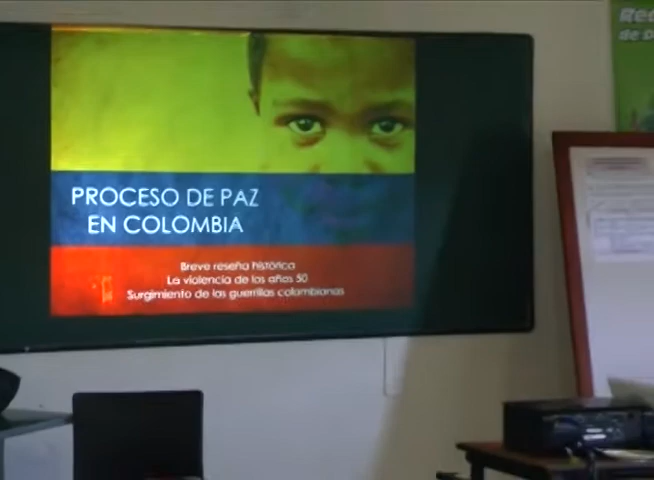 PROCESO DE PAZ
EN COLOMBIA
Breve reseña histórica
La violencia de los años 50
Surgimiento de las guerrillas colombianas